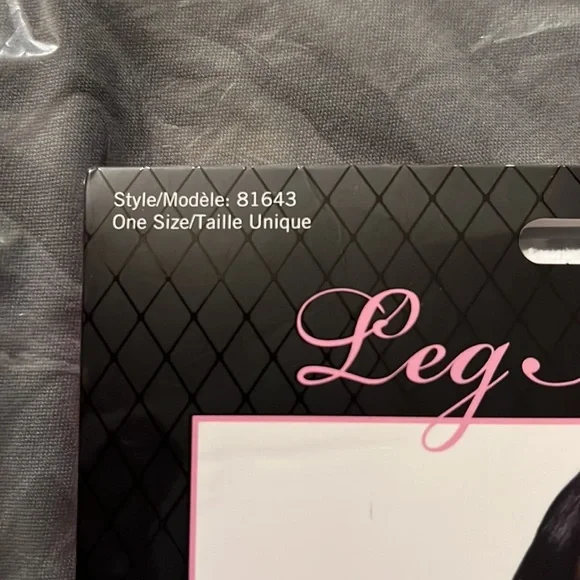 Style/Modèle: 81643
One Size/Taille Unique
Leg